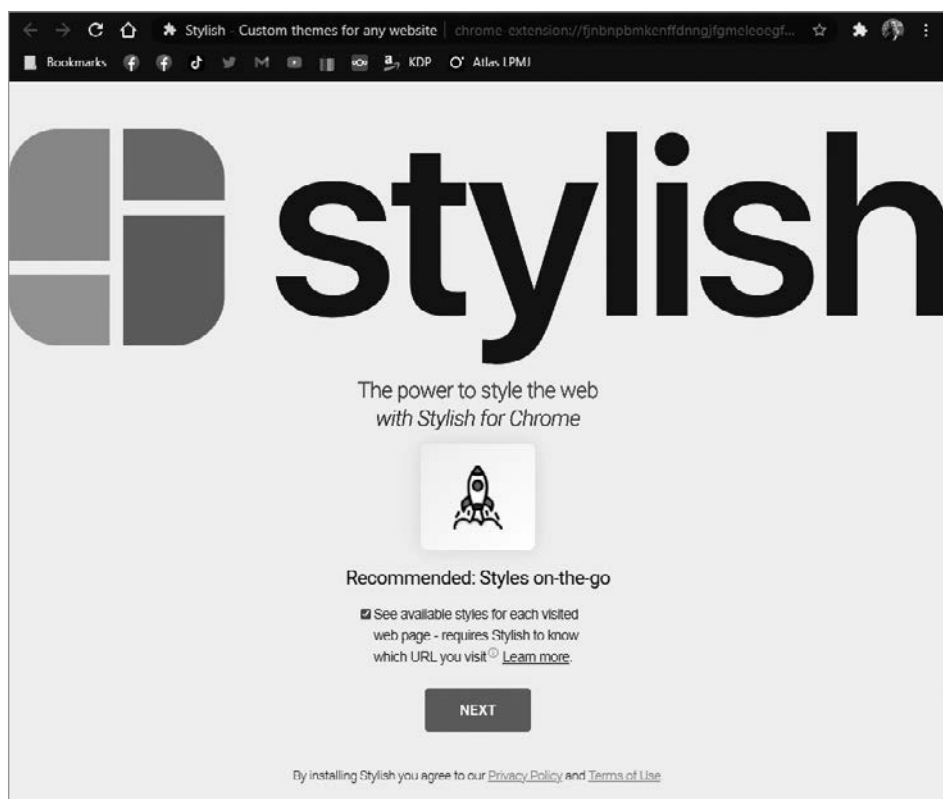 Stylish - Custom themes for any website chrome-extension://fjnbnpbmkenffdnngjfgmeleoegf...
Bookmarks KDP Atlas LPMJ
stylish
The power to style the web
with Stylish for Chrome
Recommended: Styles on-the-go
See available styles for each visited
web page - requires Stylish to know
which URL you visit Learn more.
NEXT
By installing Stylish you agree to our Privacy Policy and Terms of Use